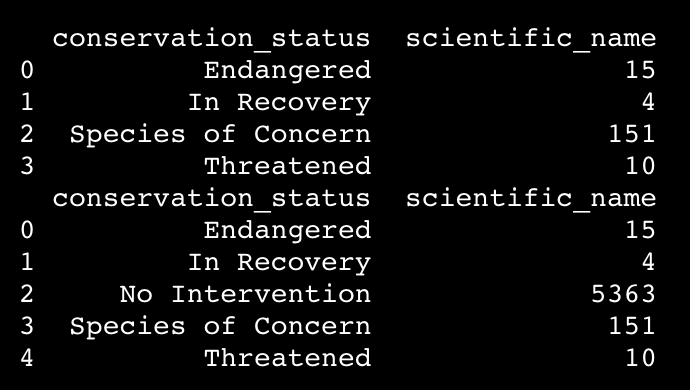 conservation_status scientific_name
0 Endangered 15
1 In Recovery 4
2 Species of Concern 151
3 Threatened 10
conservation_status scientific_name
0 Endangered 15
1 In Recovery 4
2 No Intervention 5363
3 Species of Concern 151
4 Threatened 10